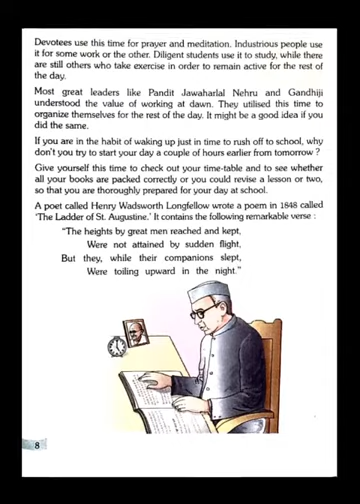 Devotees use this time for prayer and meditation. Industrious people use
it for some work or the other. Diligent students use it to study, while there
are still others who take exercise in order to remain active for the rest of
the day.
Most great leaders like Pandit Jawaharlal Nehru and Gandhiji
understood the value of working at dawn. They utilised this time to
organize themselves for the rest of the day. It might be a good idea if you
did the same.
If you are in the habit of waking up just in time to rush off to school, why
don't you try to start your day a couple of hours earlier from tomorrow ?
Give yourself this time to check out your time-table and to see whether
all your books are packed correctly or you could revise a lesson or two,
so that you are thoroughly prepared for your day at school.
A poet called Henry Wadsworth Longfellow wrote a poem in 1848 called
'The Ladder of St. Augustine.' It contains the following remarkable verse :
"The heights by great men reached and kept,
Were not attained by sudden flight,
But they, while their companions slept,
Were toiling upward in the night."
8